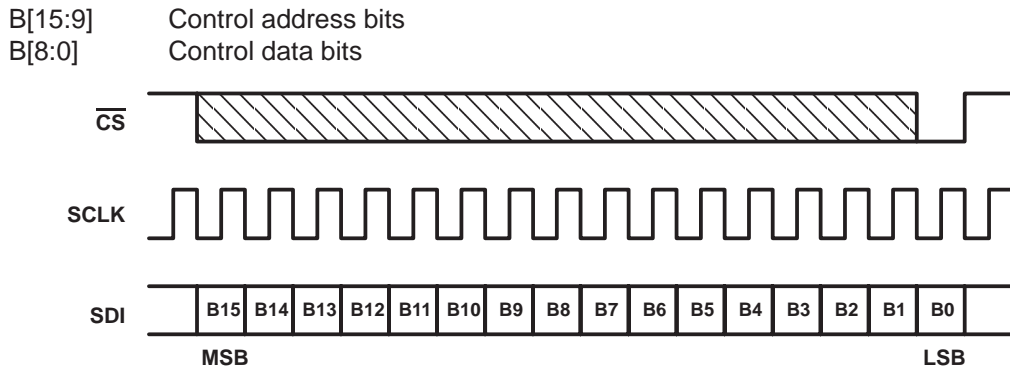 B[15:9] Control address bits
B[8:0] Control data bits
CS
SCLK
SDI B15 B14 B13 B12 B11 B10 B9 B8 B7 B6 B5 B4 B3 B2 B1 B0
MSB LSB